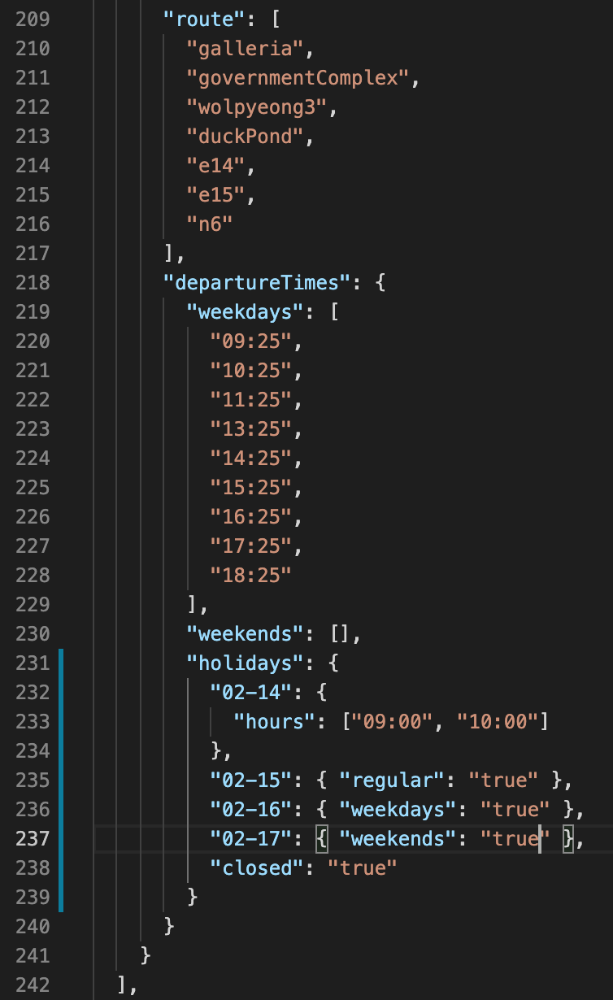 209 "route": [
210 "galleria",
211 "governmentComplex",
212 "wolpyeong3",
213 "duckPond",
214 "e14",
215 "e15",
216 "n6"
217 ],
218 "departureTimes": {
219 "weekdays": [
220 "09:25",
221 "10:25",
222 "11:25",
223 "13:25",
224 "14:25",
225 "15:25",
226 "16:25",
227 "17:25",
228 "18:25"
229 ],
230 "weekends": [],
231 "holidays": {
232 "02-14": {
233 "hours": ["09:00", "10:00"]
234 },
235 "02-15": { "regular": "true" },
236 "02-16": { "weekdays": "true" },
237 "02-17": { "weekends": "true" },
238 "closed": "true"
239 }
240 }
241 }
242 ],